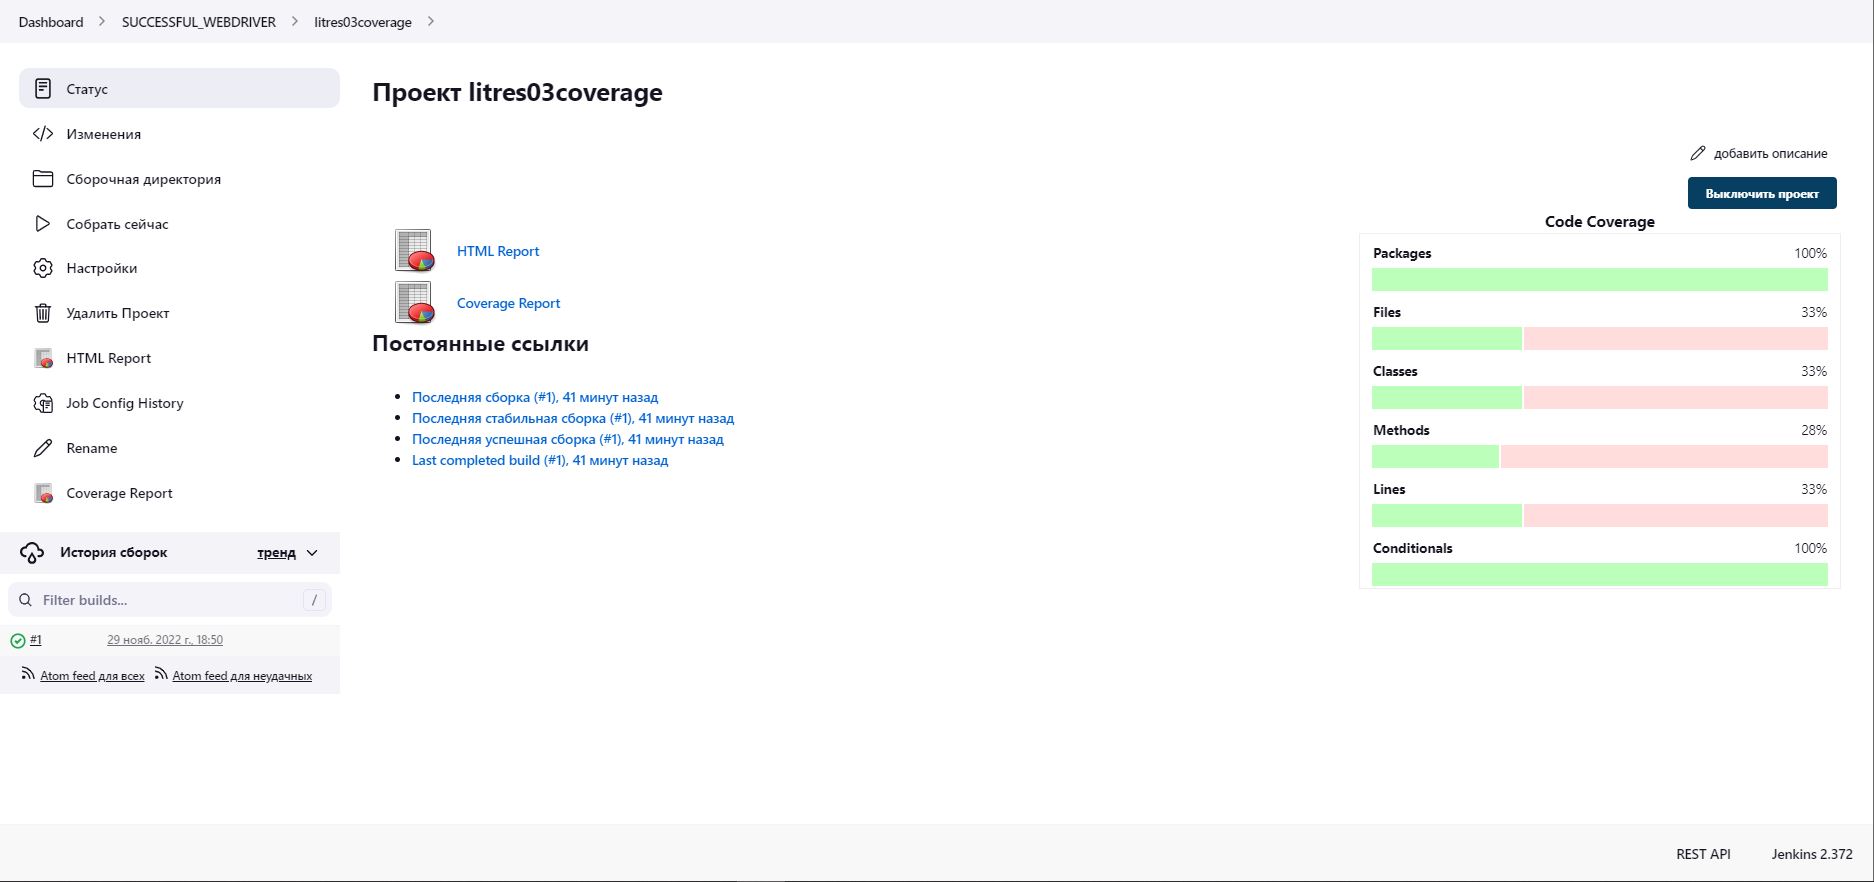 Dashboard SUCCESSFUL_WEBDRIVER litres03coverage
Статус
Изменения
Сборочная директория
Собрать сейчас
Настройки
Удалить Проект
HTML Report
Job Config History
Rename
Coverage Report
История сборок тренд
Filter builds... /
#1 29 нояб. 2022 г., 18:50
Atom feed для всех Atom feed для неудачных
Проект litres03coverage
добавить описание
Выключить проект
HTML Report
Coverage Report
Постоянные ссылки
Последняя сборка (#1), 41 минут назад
Последняя стабильная сборка (#1), 41 минут назад
Последняя успешная сборка (#1), 41 минут назад
Last completed build (#1), 41 минут назад
Code Coverage
Packages 100%
Files 33%
Classes 33%
Methods 28%
Lines 33%
Conditionals 100%
REST API Jenkins 2.372